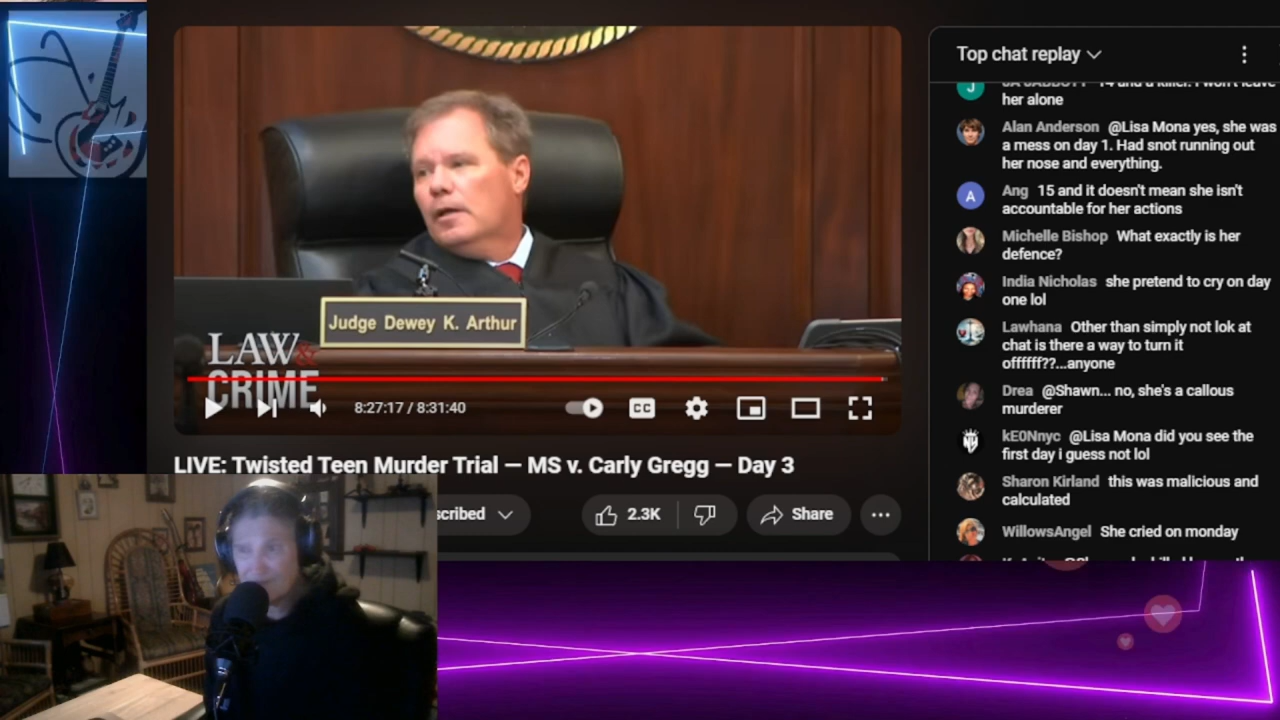 Top chat replay
her alone
Alan Anderson @Lisa Mona yes, she was
a mess on day 1. Had snot running out
her nose and everything.
A
Ang 15 and it doesn't mean she isn't
accountable for her actions
Michelle Bishop What exactly is her
defence?
India Nicholas she pretend to cry on day
one lol
Lawhana Other than simply not lok at
chat is there a way to turn it
offffff??...anyone
Drea @Shawn... no, she's a callous
murderer
kE0Nnyc @Lisa Mona did you see the
first day i guess not lol
Sharon Kirland this was malicious and
calculated
WillowsAngel She cried on monday
Judge Dewey K. Arthur
LAW&
CRIME
8:27:17 / 8:31:40
CC
LIVE: Twisted Teen Murder Trial — MS v. Carly Gregg — Day 3
scribed
2.3K
Share